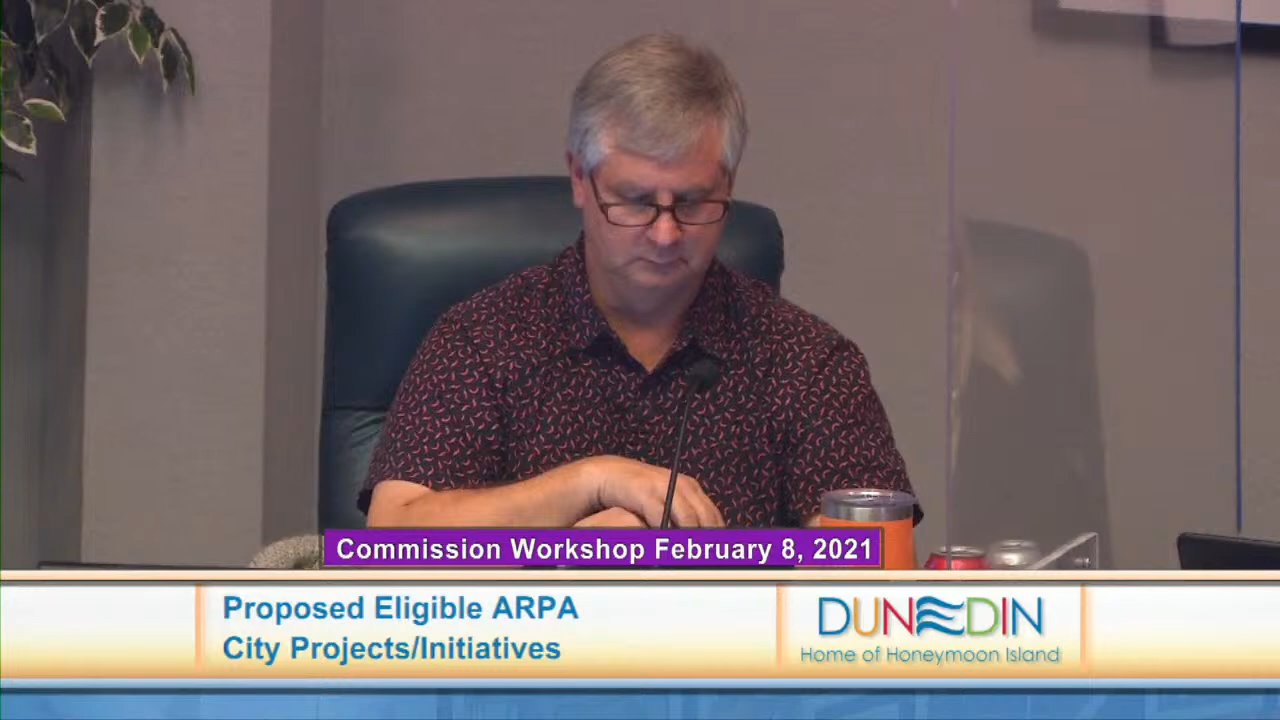 Commission Workshop February 8, 2021
Proposed Eligible ARPA
City Projects/Initiatives
DUNEDIN
Home of Honeymoon Island